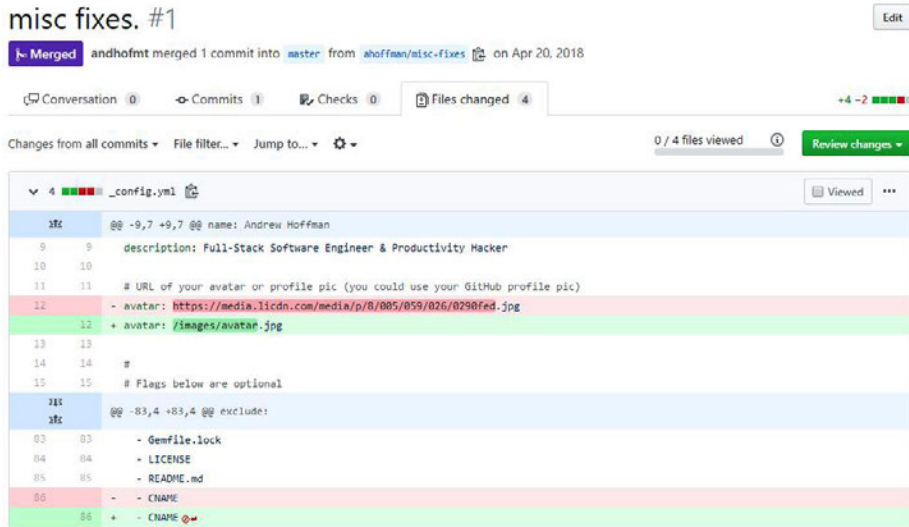 misc fixes. #1
Edit
Merged andhofmt merged 1 commit into master from ahoffman/misc-fixes on Apr 20, 2018
Conversation 0 Commits 1 Checks 0 Files changed 4 +4 −2
Changes from all commits File filter... Jump to... 0 / 4 files viewed Review changes
4 _config.yml Viewed
@@ -9,7 +9,7 @@ name: Andrew Hoffman
9 9 description: Full-Stack Software Engineer & Productivity Hacker
10 10
11 11 # URL of your avatar or profile pic (you could use your GitHub profile pic)
12 - avatar: https://media.licdn.com/media/p/8/005/059/026/0290fed.jpg
12 + avatar: /images/avatar.jpg
13 13
14 14 #
15 15 # Flags below are optional
@@ -83,4 +83,4 @@ exclude:
83 83 - Gemfile.lock
84 84 - LICENSE
85 85 - README.md
86 - - CNAME
86 + - CNAME